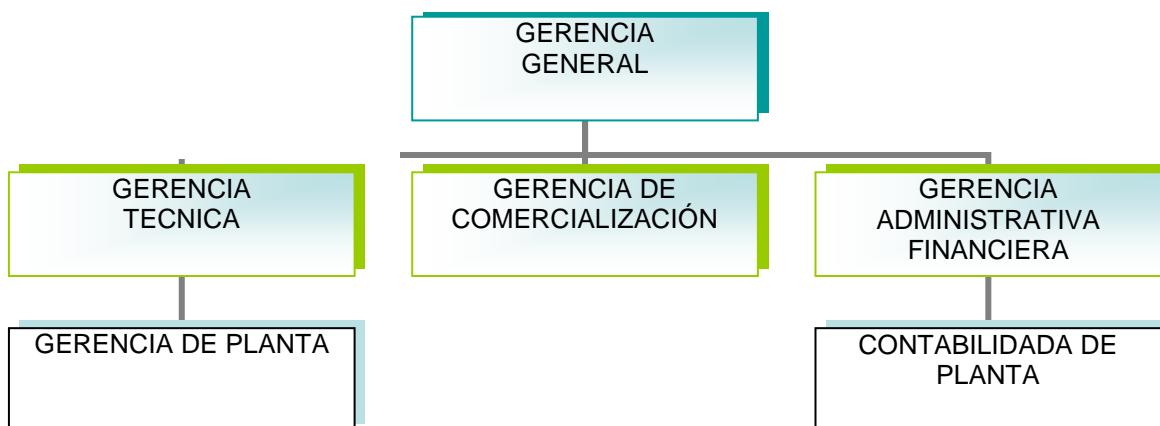 GERENCIA
GENERAL
GERENCIA
TECNICA
GERENCIA DE
COMERCIALIZACIÓN
GERENCIA
ADMINISTRATIVA
FINANCIERA
GERENCIA DE PLANTA
CONTABILIDADA DE
PLANTA